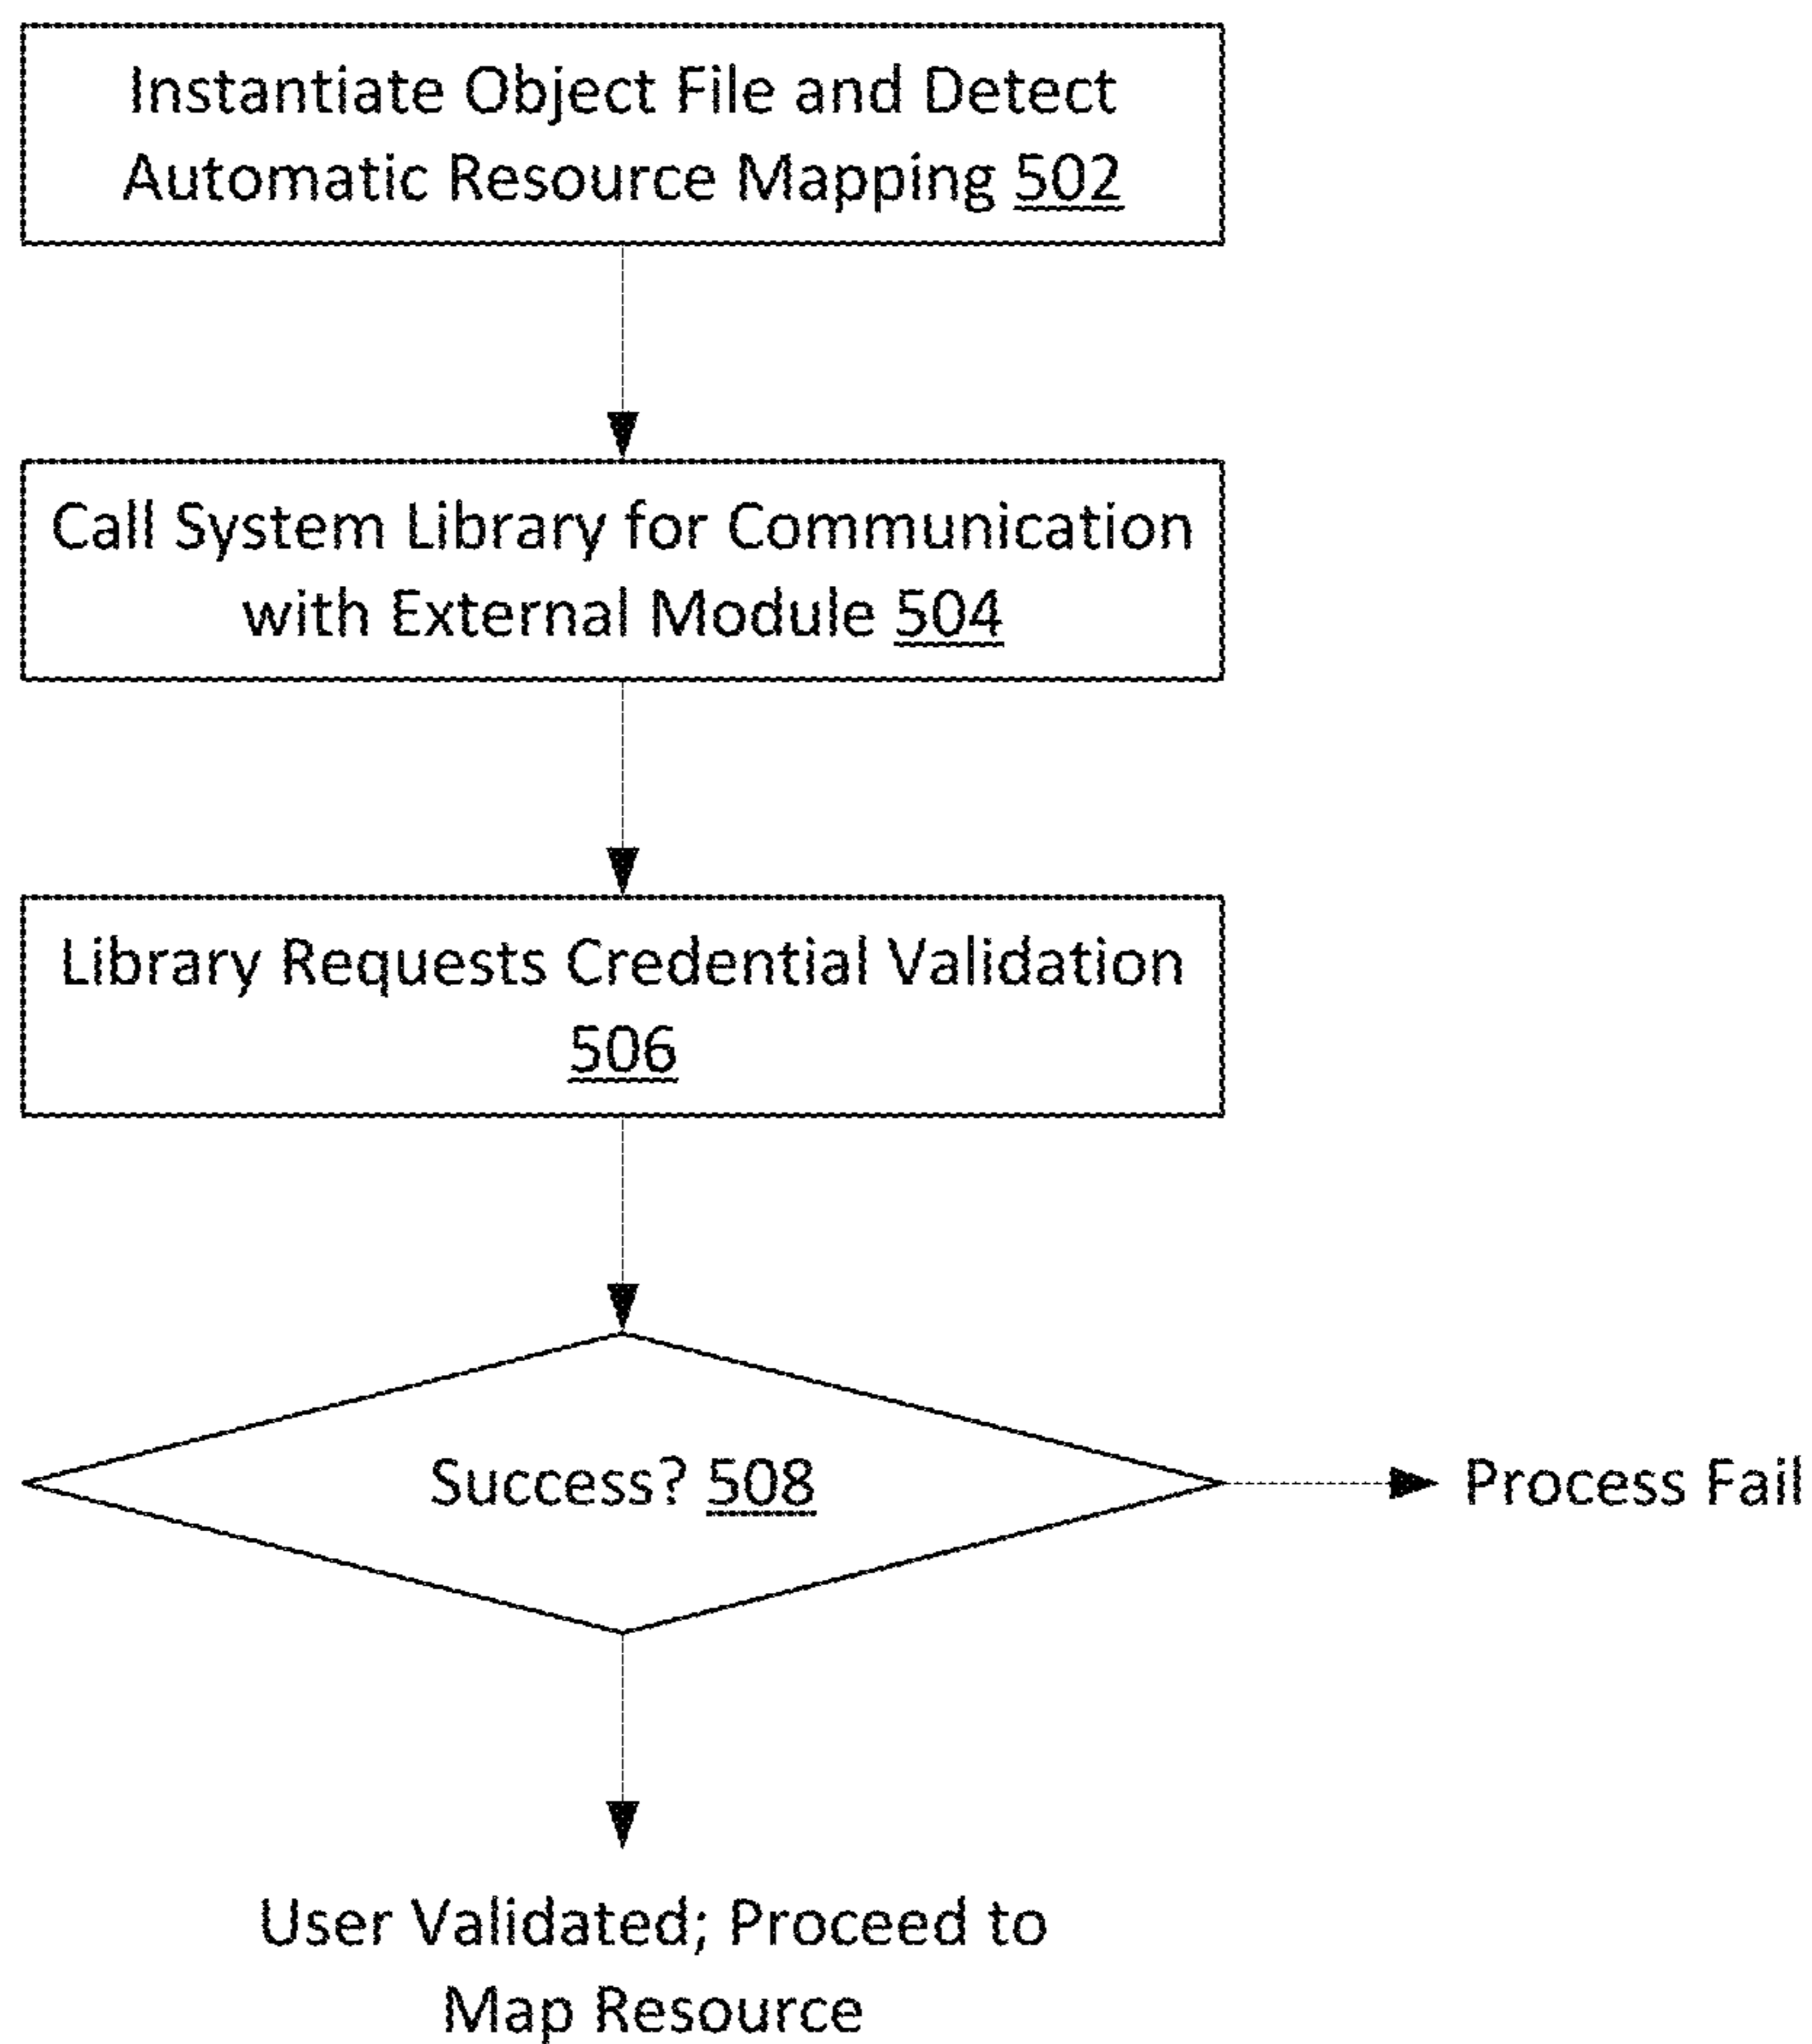 Instantiate Object File and Detect
Automatic Resource Mapping 502
Call System Library for Communication
with External Module 504
Library Requests Credential Validation
506
Success? 508
Process Fail
User Validated; Proceed to
Map Resource